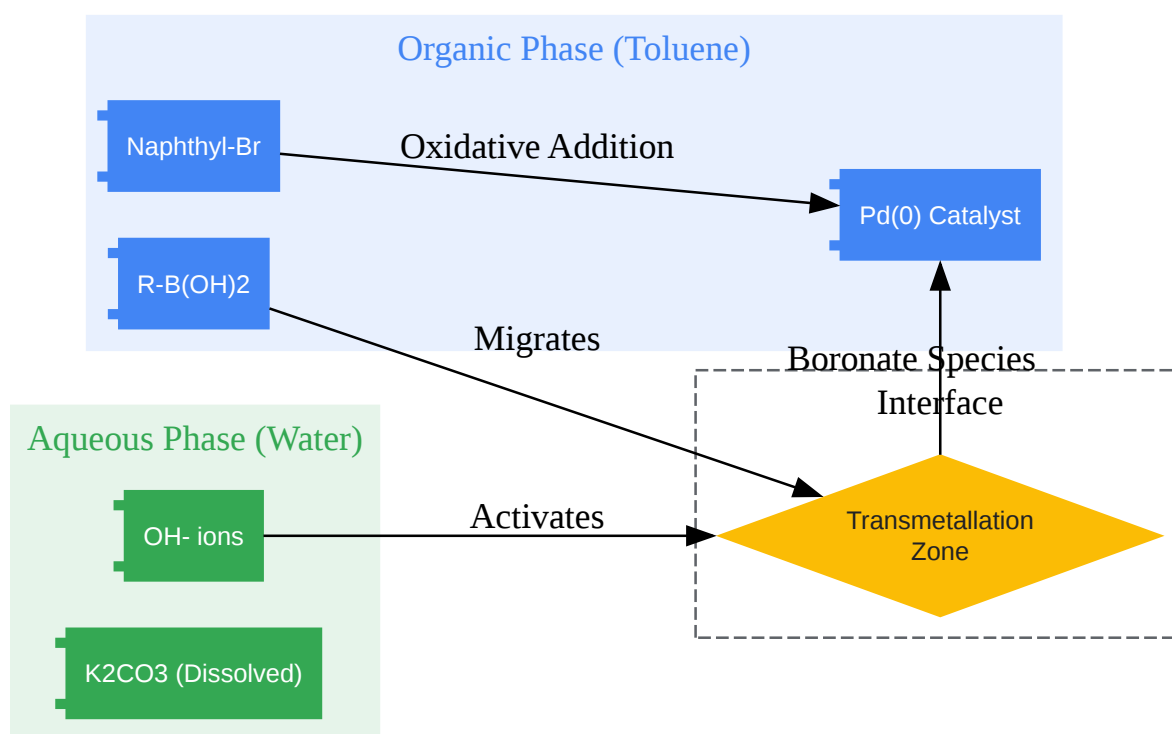 Organic Phase (Toluene)
Naphthyl-Br
Oxidative Addition
Pd(0) Catalyst
R-B(OH)2
Migrates
Boronate Species
Interface
Aqueous Phase (Water)
OH- ions
Activates
Transmetallation
Zone
K2CO3 (Dissolved)